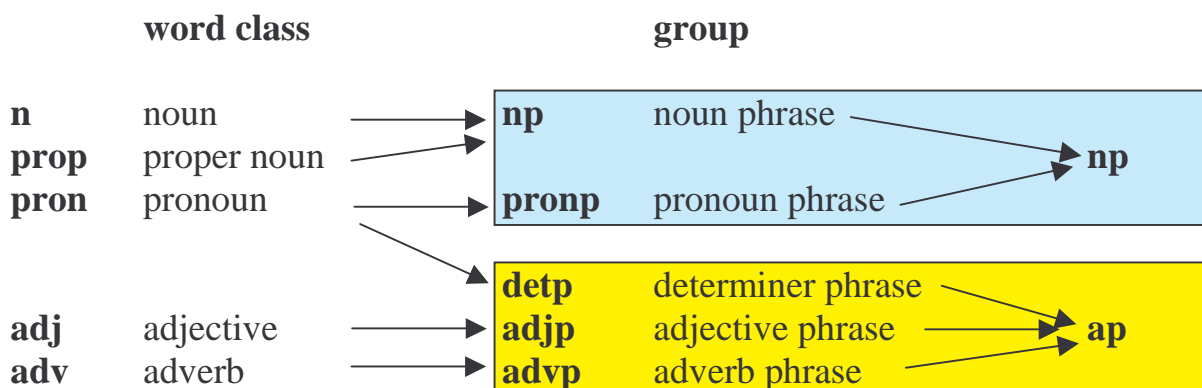 word class group
n noun np noun phrase
prop proper noun np
pron pronoun pronp pronoun phrase
detp determiner phrase
adj adjective adjp adjective phrase ap
adv adverb advp adverb phrase